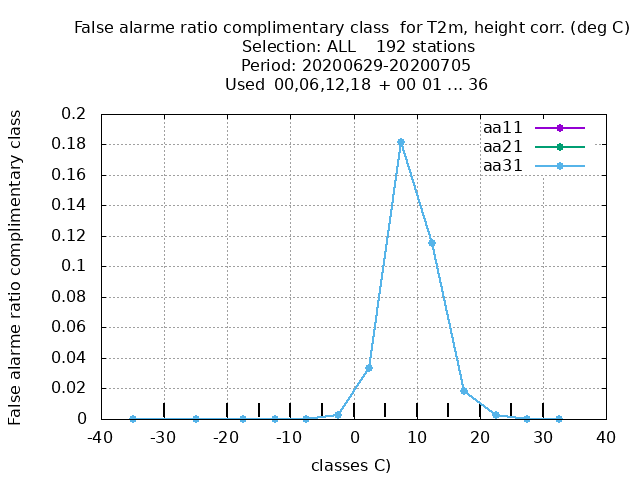 False alarme ratio complimentary class  for T2m, height corr. (deg C)
Selection: ALL    192 stations
Period: 20200629-20200705
Used  00,06,12,18  + 00 01 ... 36
False alarme ratio complimentary class
0.2
0.18
0.16
0.14
0.12
0.1
0.08
0.06
0.04
0.02
0
aa11
aa21
aa31
-40 -30 -20 -10 0 10 20 30 40
classes C)